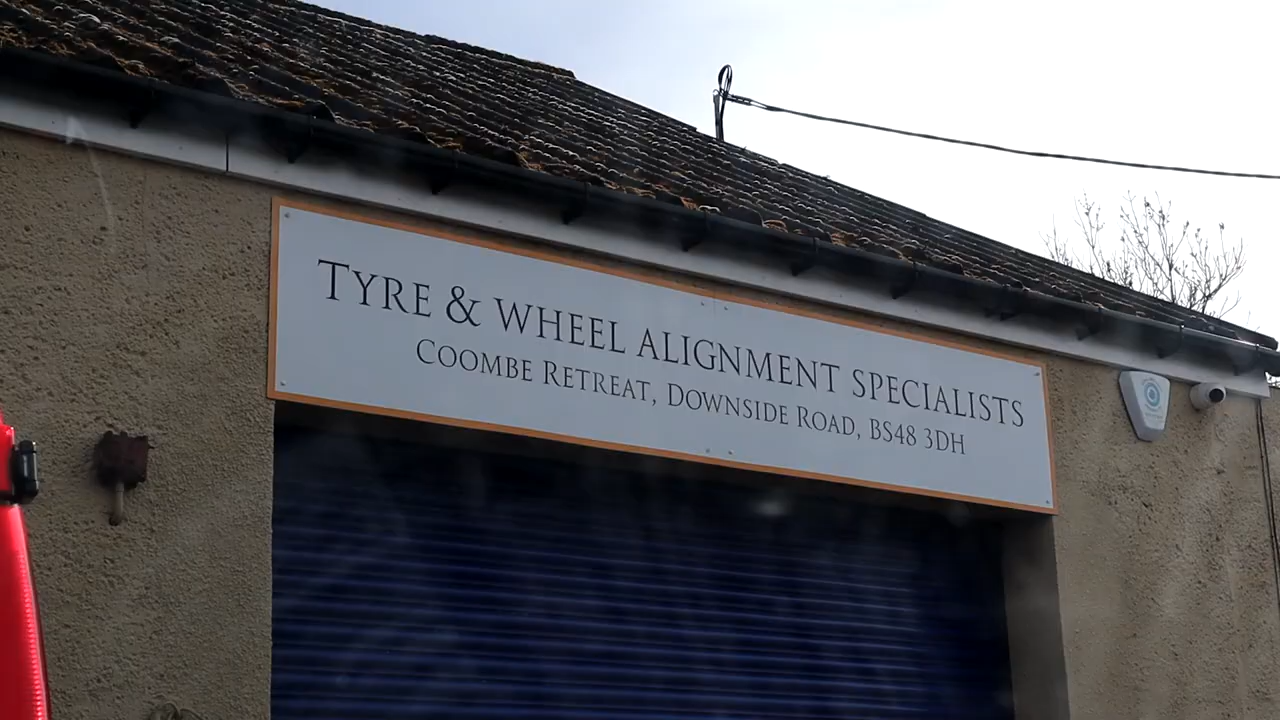 TYRE & WHEEL ALIGNMENT SPECIALISTS
COOMBE RETREAT, DOWNSIDE ROAD, BS48 3DH